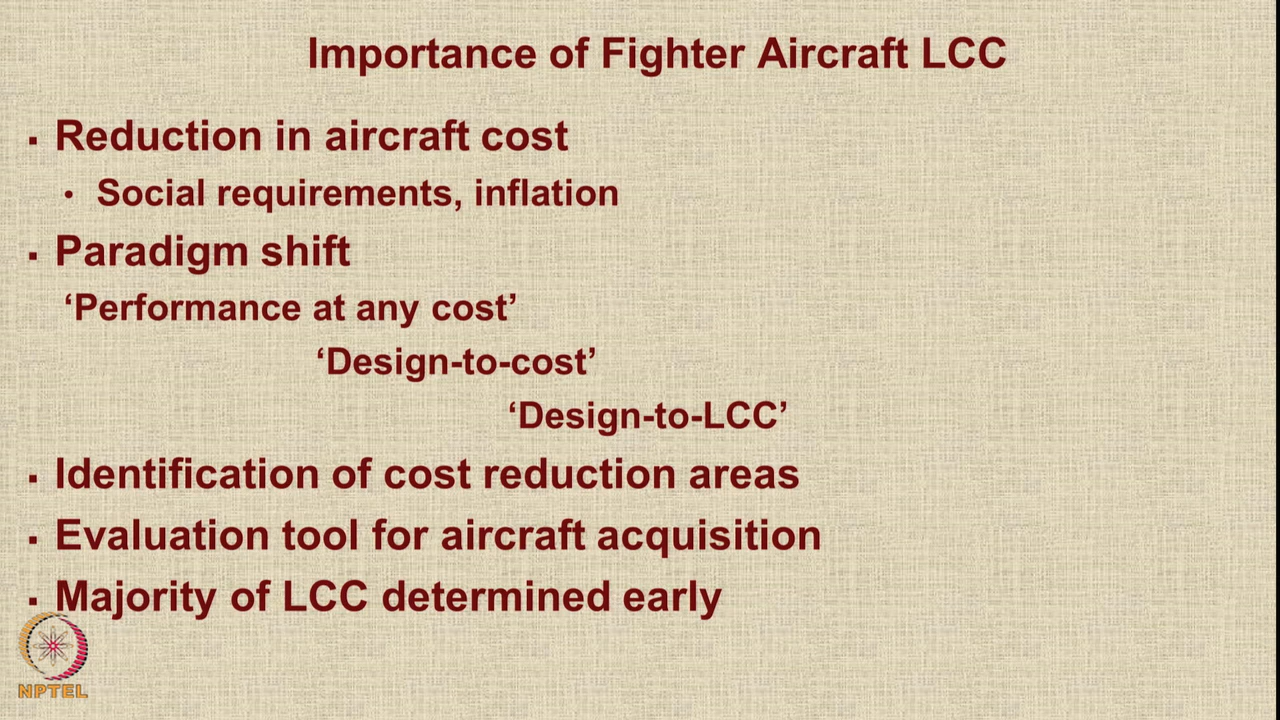 Importance of Fighter Aircraft LCC
▪ Reduction in aircraft cost
• Social requirements, inflation
▪ Paradigm shift
‘Performance at any cost’
‘Design-to-cost’
‘Design-to-LCC’
▪ Identification of cost reduction areas
▪ Evaluation tool for aircraft acquisition
▪ Majority of LCC determined early
NPTEL